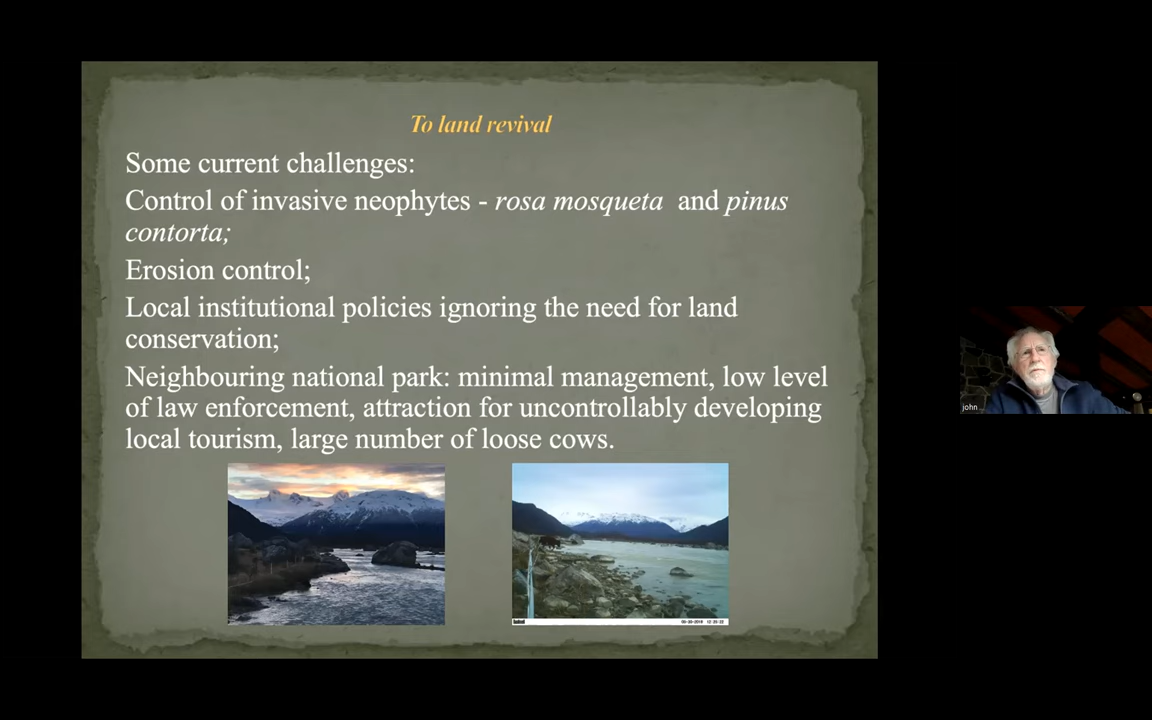 To land revival
Some current challenges:
Control of invasive neophytes - rosa mosqueta and pinus
contorta;
Erosion control;
Local institutional policies ignoring the need for land
conservation;
Neighbouring national park: minimal management, low level
of law enforcement, attraction for uncontrollably developing
local tourism, large number of loose cows.
john